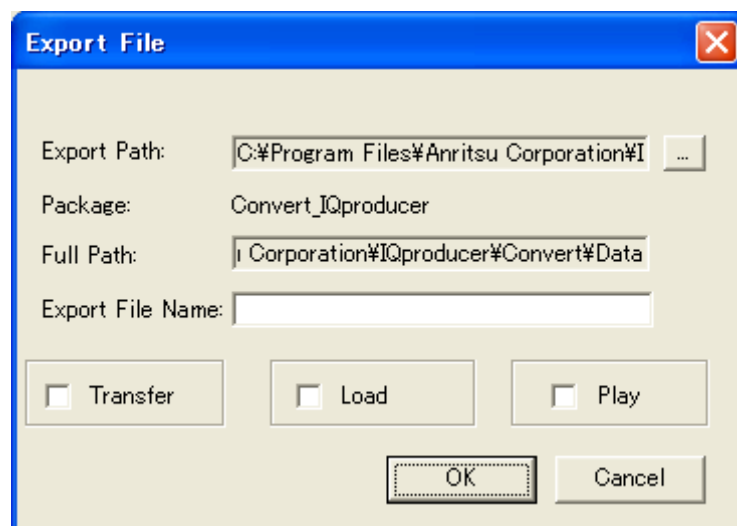 Export File
Export Path: C:¥Program Files¥Anritsu Corporation¥I ...
Package: Convert_IQproducer
Full Path: Corporation¥IQproducer¥Convert¥Data
Export File Name:
Transfer Load Play
OK Cancel